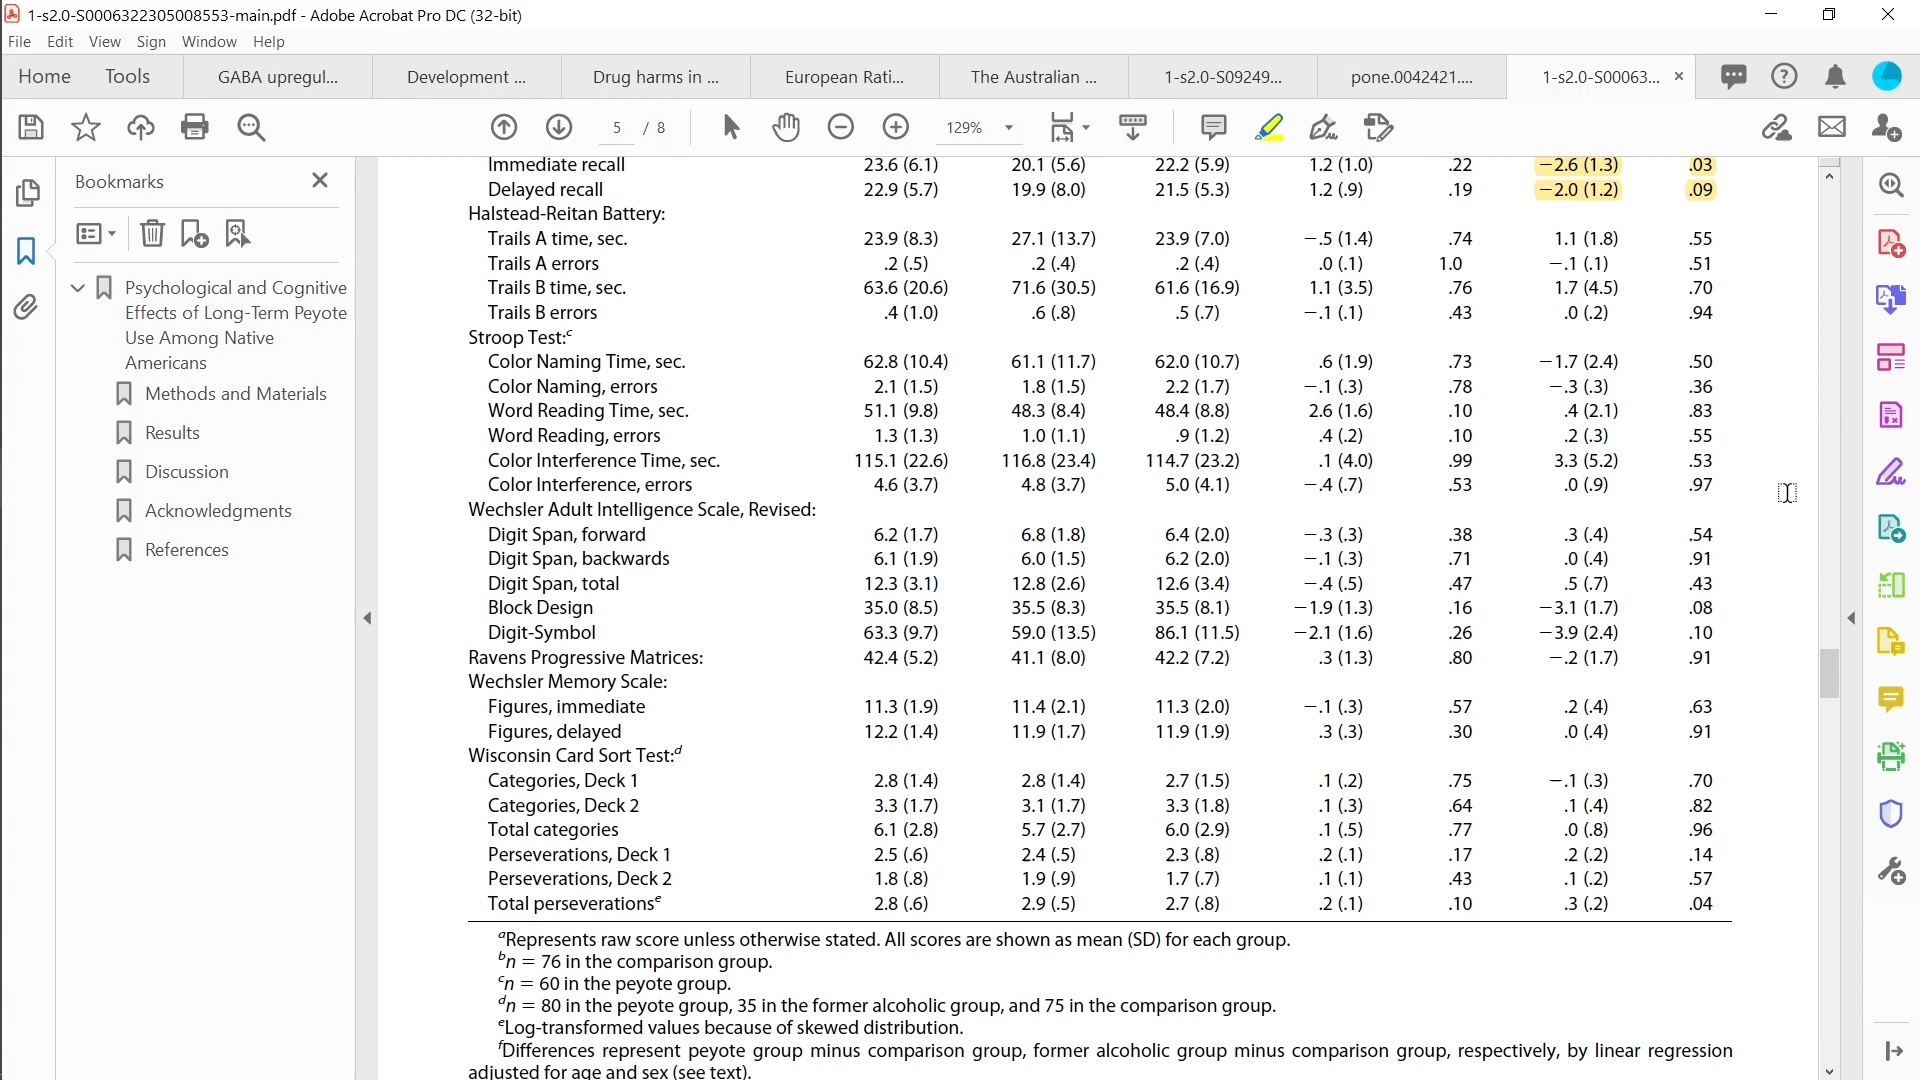 1-s2.0-S0006322305008553-main.pdf - Adobe Acrobat Pro DC (32-bit)
File Edit View Sign Window Help
Home Tools GABA upregul... Development ... Drug harms in ... European Rati... The Australian ... 1-s2.0-S09249... pone.0042421.... 1-s2.0-S00063... ×
5 / 8 129%
Bookmarks
Psychological and Cognitive
Effects of Long-Term Peyote
Use Among Native
Americans
Methods and Materials
Results
Discussion
Acknowledgments
References
Immediate recall 23.6 (6.1) 20.1 (5.6) 22.2 (5.9) 1.2 (1.0) .22 −2.6 (1.3) .03
Delayed recall 22.9 (5.7) 19.9 (8.0) 21.5 (5.3) 1.2 (.9) .19 −2.0 (1.2) .09
Halstead-Reitan Battery:
Trails A time, sec. 23.9 (8.3) 27.1 (13.7) 23.9 (7.0) −.5 (1.4) .74 1.1 (1.8) .55
Trails A errors .2 (.5) .2 (.4) .2 (.4) .0 (.1) 1.0 −.1 (.1) .51
Trails B time, sec. 63.6 (20.6) 71.6 (30.5) 61.6 (16.9) 1.1 (3.5) .76 1.7 (4.5) .70
Trails B errors .4 (1.0) .6 (.8) .5 (.7) −.1 (.1) .43 .0 (.2) .94
Stroop Test:c
Color Naming Time, sec. 62.8 (10.4) 61.1 (11.7) 62.0 (10.7) .6 (1.9) .73 −1.7 (2.4) .50
Color Naming, errors 2.1 (1.5) 1.8 (1.5) 2.2 (1.7) −.1 (.3) .78 −.3 (.3) .36
Word Reading Time, sec. 51.1 (9.8) 48.3 (8.4) 48.4 (8.8) 2.6 (1.6) .10 .4 (2.1) .83
Word Reading, errors 1.3 (1.3) 1.0 (1.1) .9 (1.2) .4 (.2) .10 .2 (.3) .55
Color Interference Time, sec. 115.1 (22.6) 116.8 (23.4) 114.7 (23.2) .1 (4.0) .99 3.3 (5.2) .53
Color Interference, errors 4.6 (3.7) 4.8 (3.7) 5.0 (4.1) −.4 (.7) .53 .0 (.9) .97
Wechsler Adult Intelligence Scale, Revised:
Digit Span, forward 6.2 (1.7) 6.8 (1.8) 6.4 (2.0) −.3 (.3) .38 .3 (.4) .54
Digit Span, backwards 6.1 (1.9) 6.0 (1.5) 6.2 (2.0) −.1 (.3) .71 .0 (.4) .91
Digit Span, total 12.3 (3.1) 12.8 (2.6) 12.6 (3.4) −.4 (.5) .47 .5 (.7) .43
Block Design 35.0 (8.5) 35.5 (8.3) 35.5 (8.1) −1.9 (1.3) .16 −3.1 (1.7) .08
Digit-Symbol 63.3 (9.7) 59.0 (13.5) 86.1 (11.5) −2.1 (1.6) .26 −3.9 (2.4) .10
Ravens Progressive Matrices: 42.4 (5.2) 41.1 (8.0) 42.2 (7.2) .3 (1.3) .80 −.2 (1.7) .91
Wechsler Memory Scale:
Figures, immediate 11.3 (1.9) 11.4 (2.1) 11.3 (2.0) −.1 (.3) .57 .2 (.4) .63
Figures, delayed 12.2 (1.4) 11.9 (1.7) 11.9 (1.9) .3 (.3) .30 .0 (.4) .91
Wisconsin Card Sort Test:d
Categories, Deck 1 2.8 (1.4) 2.8 (1.4) 2.7 (1.5) .1 (.2) .75 −.1 (.3) .70
Categories, Deck 2 3.3 (1.7) 3.1 (1.7) 3.3 (1.8) .1 (.3) .64 .1 (.4) .82
Total categories 6.1 (2.8) 5.7 (2.7) 6.0 (2.9) .1 (.5) .77 .0 (.8) .96
Perseverations, Deck 1 2.5 (.6) 2.4 (.5) 2.3 (.8) .2 (.1) .17 .2 (.2) .14
Perseverations, Deck 2 1.8 (.8) 1.9 (.9) 1.7 (.7) .1 (.1) .43 .1 (.2) .57
Total perseverationse 2.8 (.6) 2.9 (.5) 2.7 (.8) .2 (.1) .10 .3 (.2) .04
aRepresents raw score unless otherwise stated. All scores are shown as mean (SD) for each group.
bn = 76 in the comparison group.
cn = 60 in the peyote group.
dn = 80 in the peyote group, 35 in the former alcoholic group, and 75 in the comparison group.
eLog-transformed values because of skewed distribution.
fDifferences represent peyote group minus comparison group, former alcoholic group minus comparison group, respectively, by linear regression
adjusted for age and sex (see text).